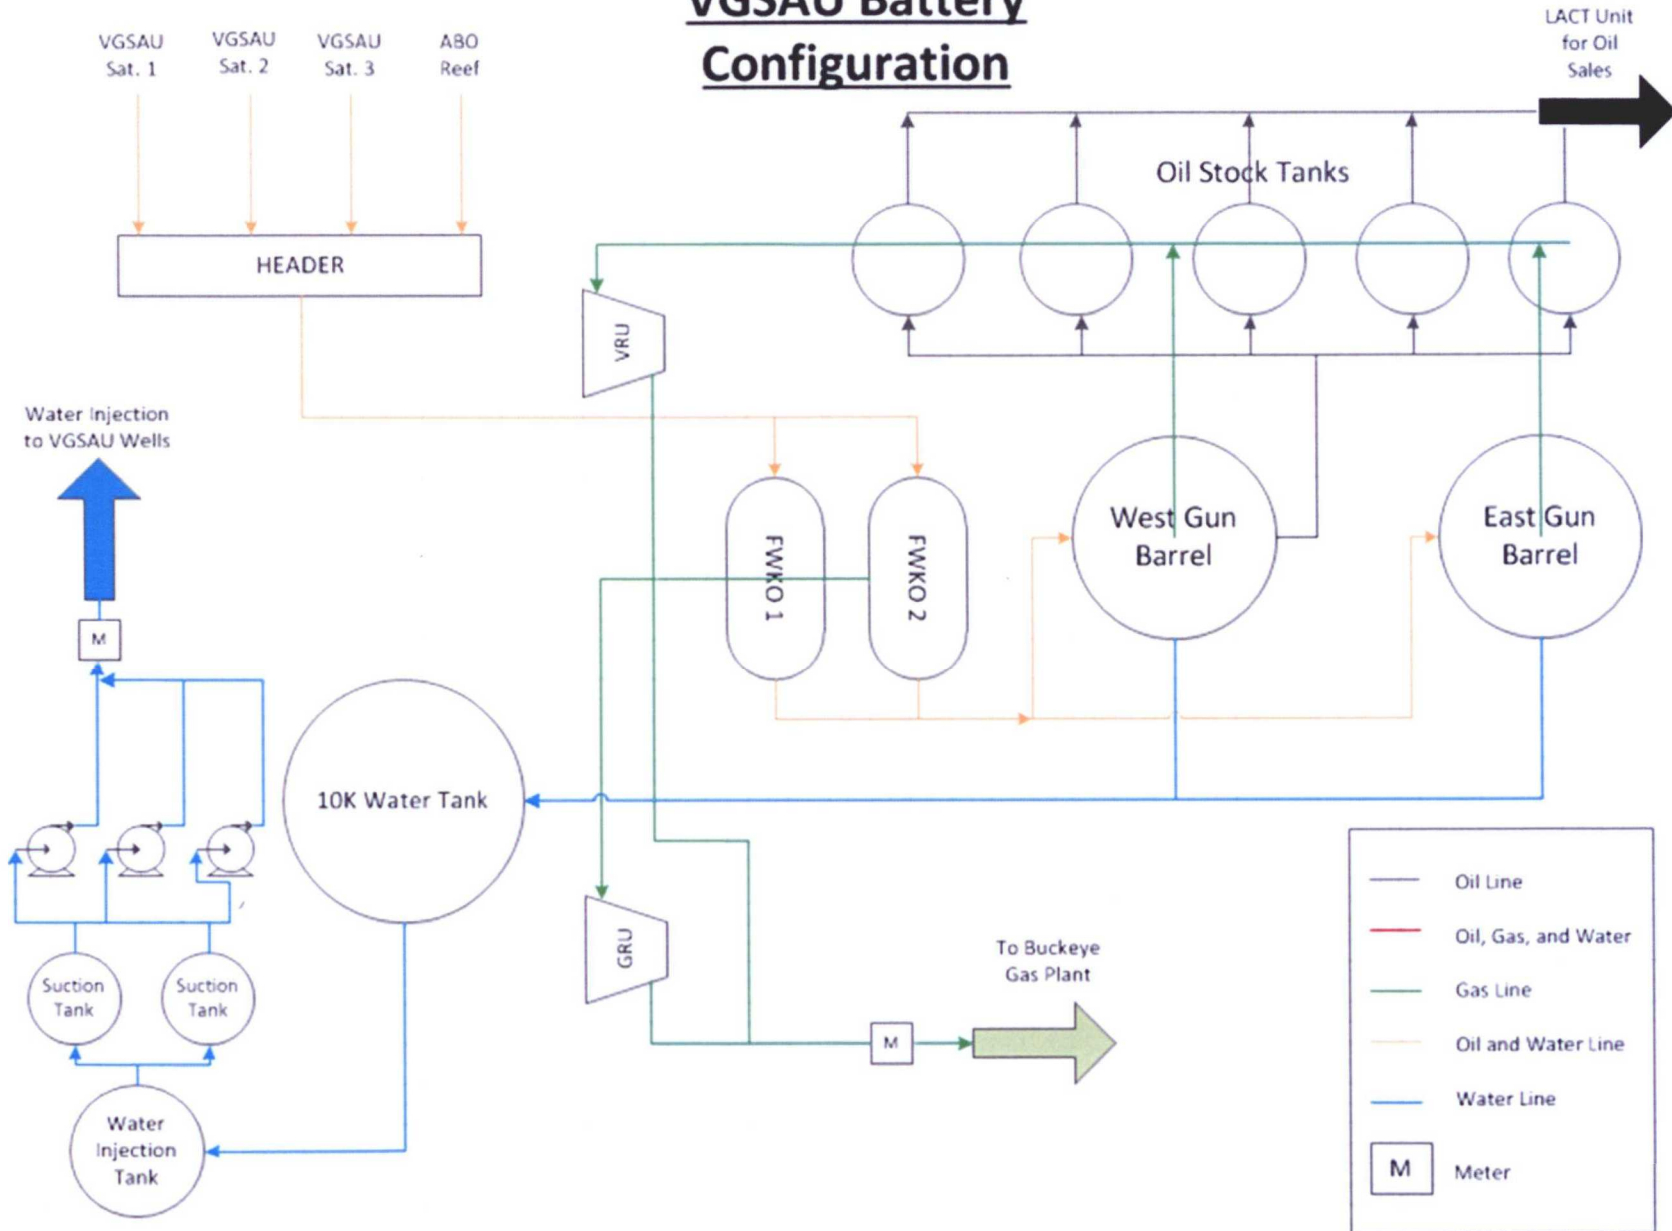 VGSAU Battery
Configuration
VGSAU
Sat. 1
VGSAU
Sat. 2
VGSAU
Sat. 3
ABO
Reef
LACT Unit
for Oil
Sales
Oil Stock Tanks
HEADER
VRU
Water Injection
to VGSAU Wells
FWKO 1
FWKO 2
West Gun
Barrel
East Gun
Barrel
M
10K Water Tank
GRU
To Buckeye
Gas Plant
M
Suction
Tank
Suction
Tank
Water
Injection
Tank
Oil Line
Oil, Gas, and Water
Gas Line
Oil and Water Line
Water Line
M
Meter